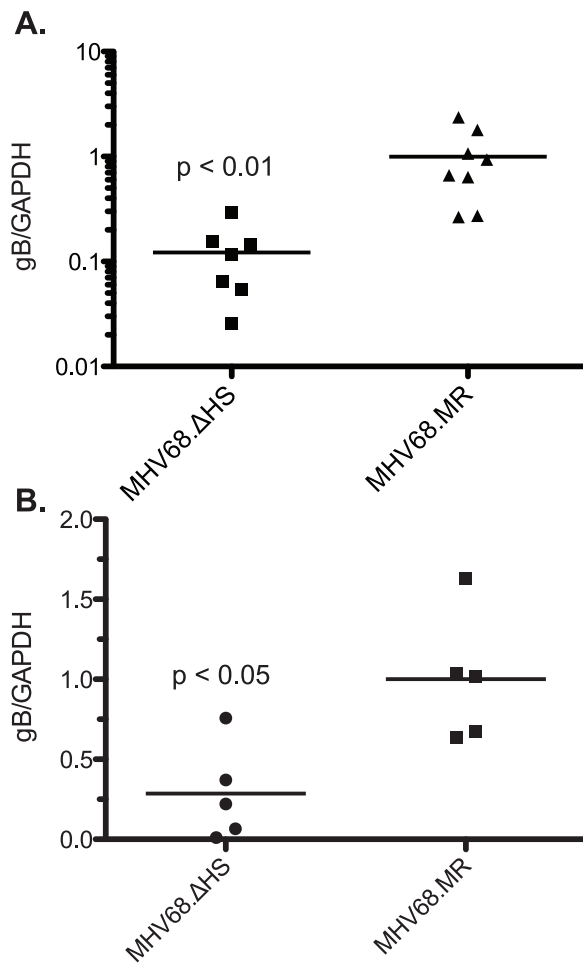 A.
10
1
0.1
0.01
gB/GAPDH
p < 0.01
MHV68.ΔHS
MHV68.MR
B.
2.0
1.5
1.0
0.5
0.0
gB/GAPDH
p < 0.05
MHV68.ΔHS
MHV68.MR